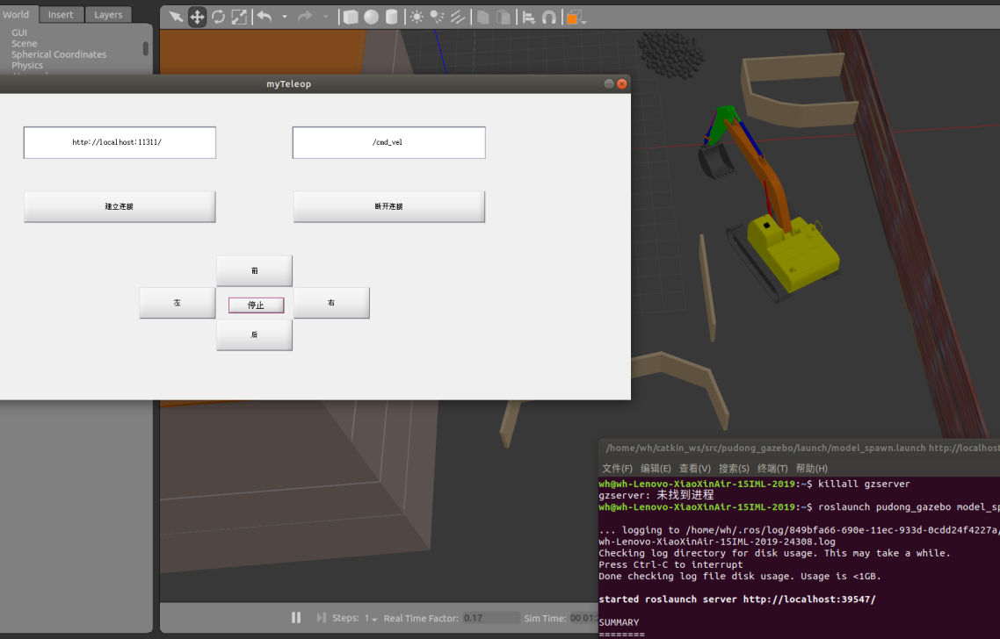 World Insert Layers
GUI
Scene
Spherical Coordinates
Physics
myTeleop
http://localhost:11311/ /cmd_vel
建立连接 断开连接
前
左 停止 右
后
/home/wh/catkin_ws/src/pudong_gazebo/launch/model_spawn.launch http://localhost
文件(F) 编辑(E) 查看(V) 搜索(S) 终端(T) 帮助(H)
wh@wh-Lenovo-XiaoXinAir-15IML-2019:~$ killall gzserver
gzserver: 未找到进程
wh@wh-Lenovo-XiaoXinAir-15IML-2019:~$ roslaunch pudong_gazebo model_sp
... logging to /home/wh/.ros/log/849bfa66-690e-11ec-933d-0cdd24f4227a/
wh-Lenovo-XiaoXinAir-15IML-2019-24308.log
Checking log directory for disk usage. This may take a while.
Press Ctrl-C to interrupt
Done checking log file disk usage. Usage is <1GB.
started roslaunch server http://localhost:39547/
SUMMARY
========
Steps: 1 Real Time Factor: 0.17 Sim Time: 00 01: